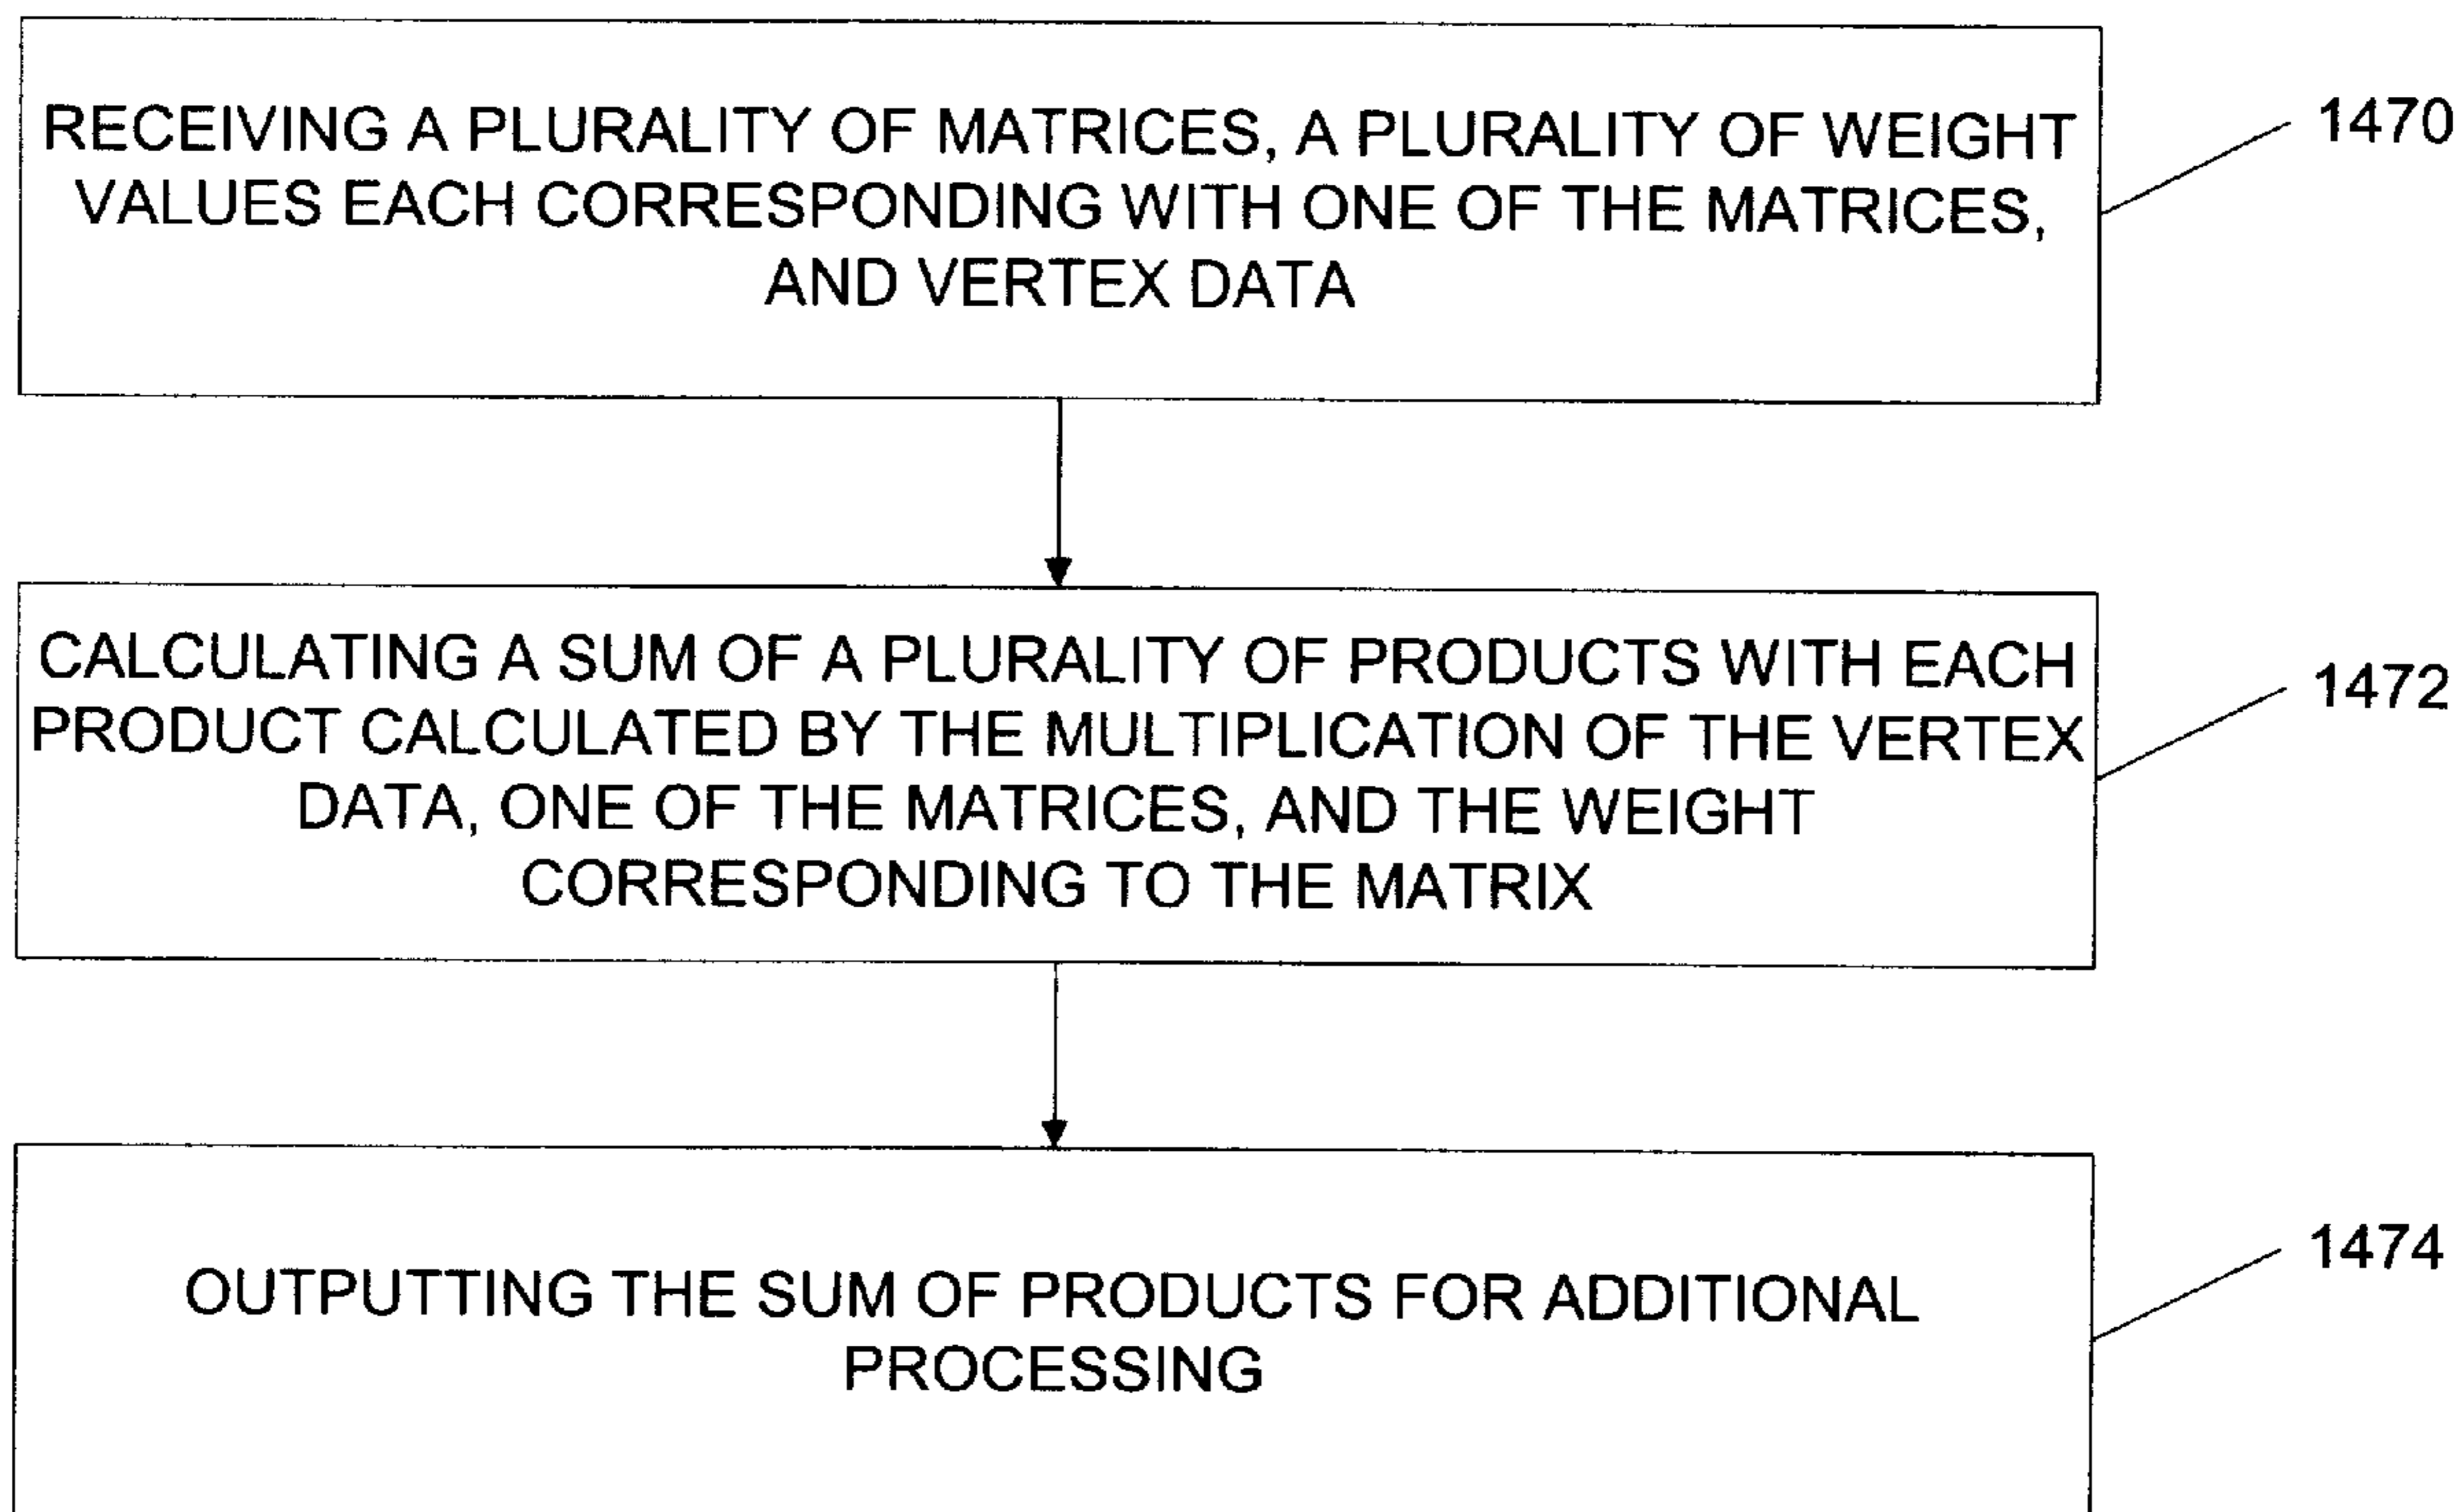 RECEIVING A PLURALITY OF MATRICES, A PLURALITY OF WEIGHT
VALUES EACH CORRESPONDING WITH ONE OF THE MATRICES,
AND VERTEX DATA
1470
CALCULATING A SUM OF A PLURALITY OF PRODUCTS WITH EACH
PRODUCT CALCULATED BY THE MULTIPLICATION OF THE VERTEX
DATA, ONE OF THE MATRICES, AND THE WEIGHT
CORRESPONDING TO THE MATRIX
1472
OUTPUTTING THE SUM OF PRODUCTS FOR ADDITIONAL
PROCESSING
1474